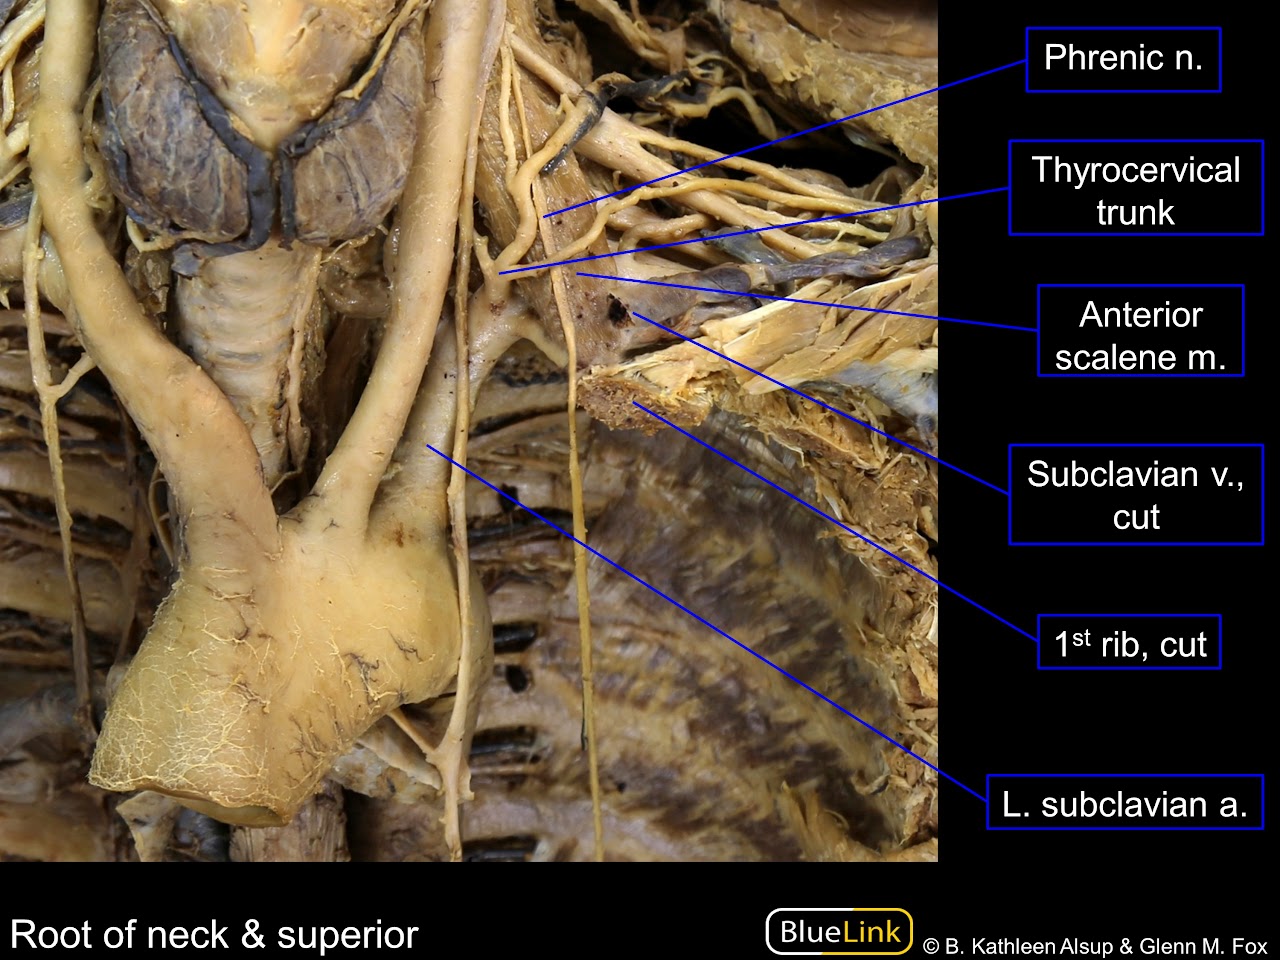 Phrenic n.
Thyrocervical
trunk
Anterior
scalene m.
Subclavian v.,
cut
1st rib, cut
L. subclavian a.
Root of neck & superior
BlueLink
© B. Kathleen Alsup & Glenn M. Fox